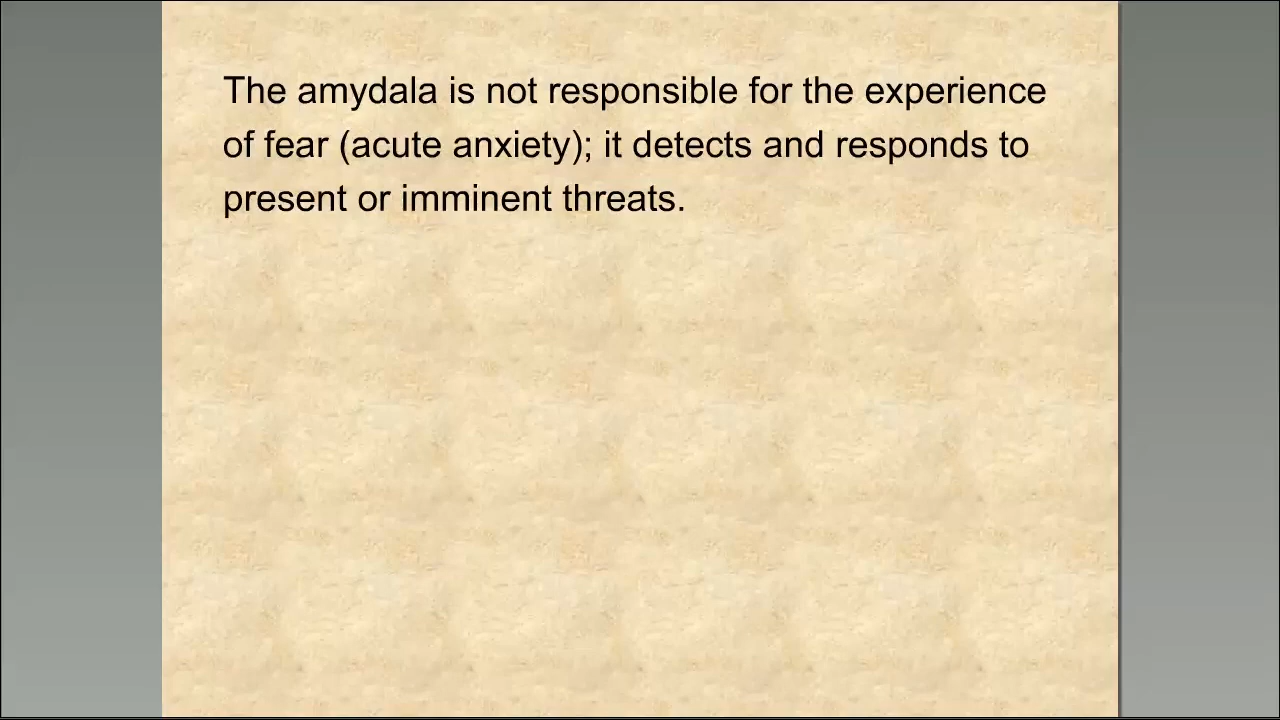 The amydala is not responsible for the experience
of fear (acute anxiety); it detects and responds to
present or imminent threats.